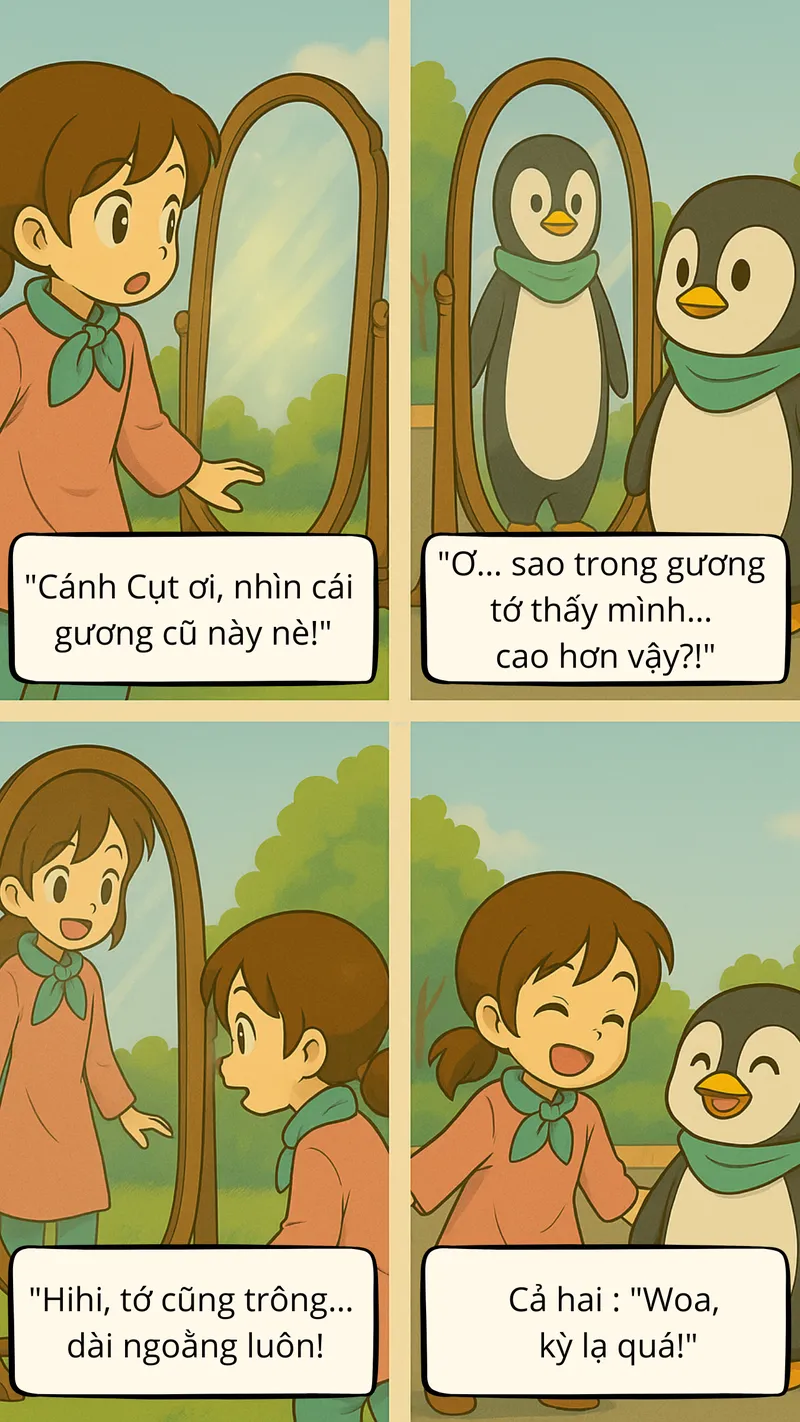 "Cánh Cụt ơi, nhìn cái
gương cũ này nè!"
"Ơ... sao trong gương
tớ thấy mình...
cao hơn vậy?!"
"Hihi, tớ cũng trông...
dài ngoằng luôn!
Cả hai : "Woa,
kỳ lạ quá!"